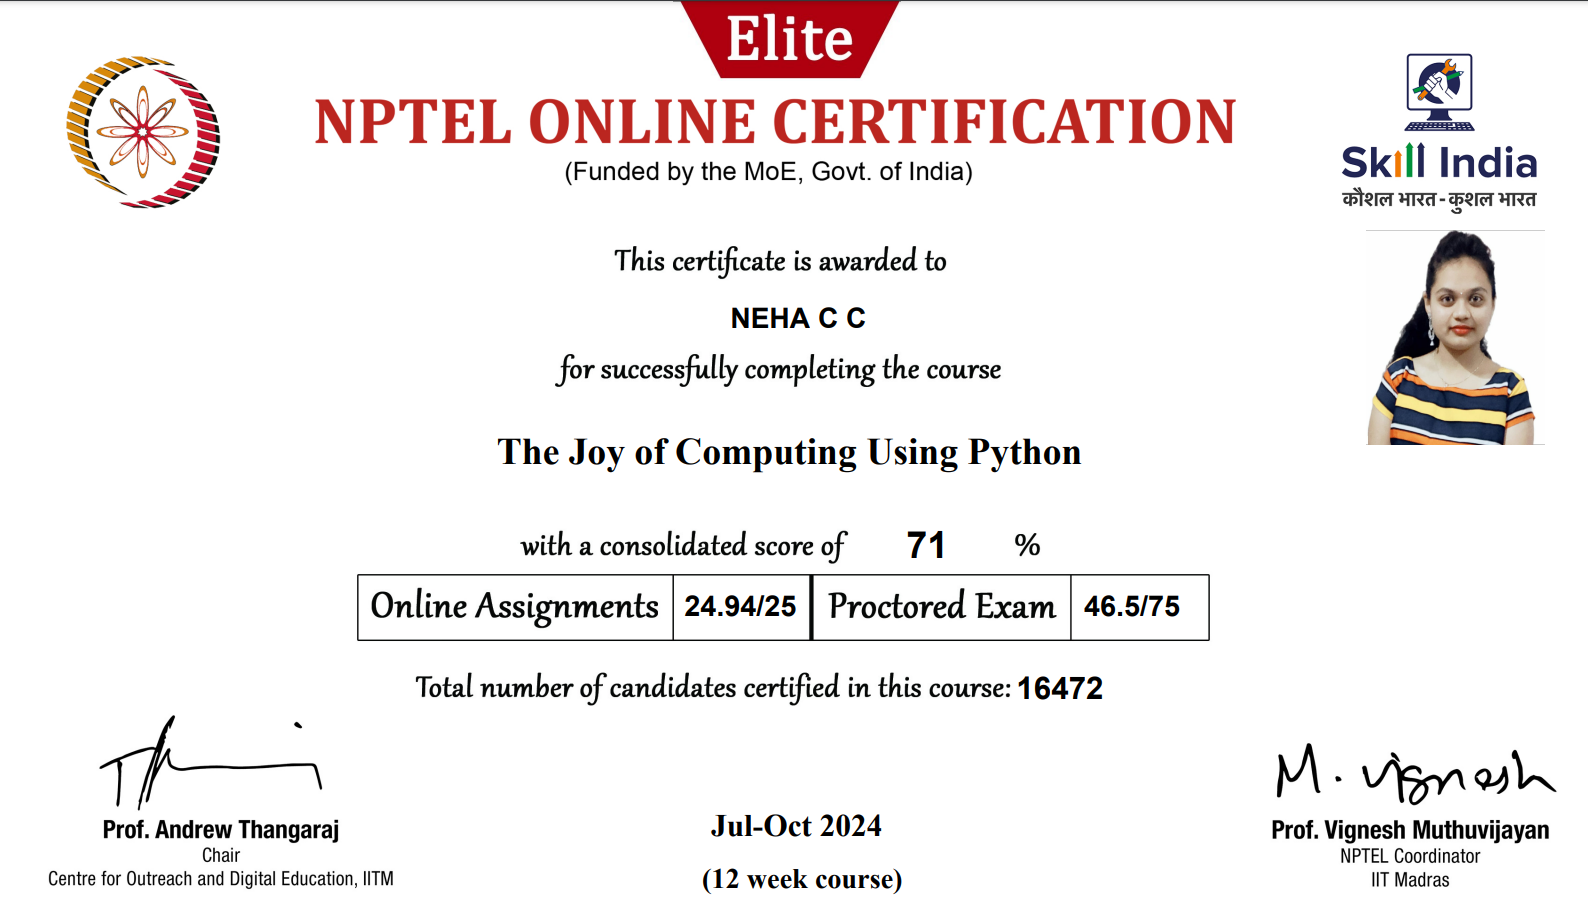 Elite
NPTEL ONLINE CERTIFICATION
(Funded by the MoE, Govt. of India)
Skill India
कौशल भारत - कुशल भारत
This certificate is awarded to
NEHA C C
for successfully completing the course
The Joy of Computing Using Python
with a consolidated score of 71 %
Online Assignments 24.94/25 Proctored Exam 46.5/75
Total number of candidates certified in this course: 16472
M. Vignesh
Prof. Andrew Thangaraj
Chair
Centre for Outreach and Digital Education, IITM
Jul-Oct 2024
(12 week course)
Prof. Vignesh Muthuvijayan
NPTEL Coordinator
IIT Madras